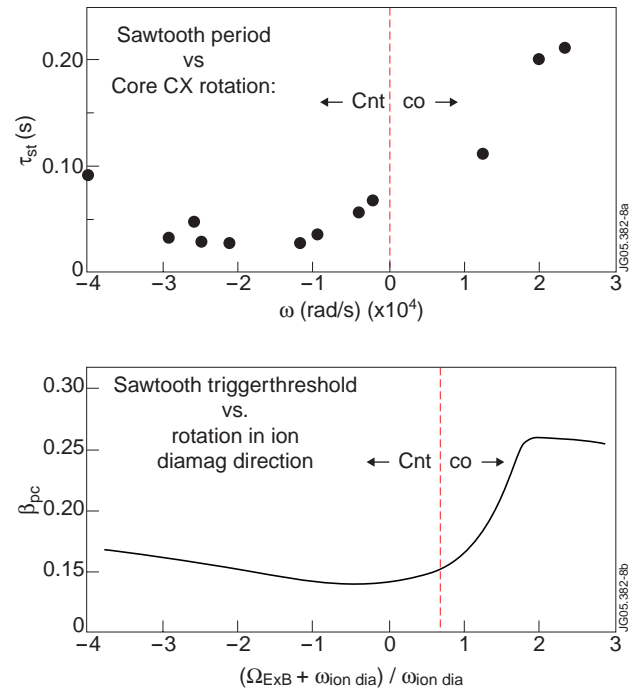 Sawtooth period
vs
Core CX rotation:
← Cnt co →
τst (s)
0.20
0.10
0
−4 −3 −2 −1 0 1 2 3
ω (rad/s) (x10⁴)
JG05.382-8a
Sawtooth triggerthreshold
vs.
rotation in ion
diamag direction
← Cnt co →
βpc
0.30
0.25
0.20
0.15
0
−4 −3 −2 −1 0 1 2 3
(ΩExB + ωion dia) / ωion dia
JG05.382-8b